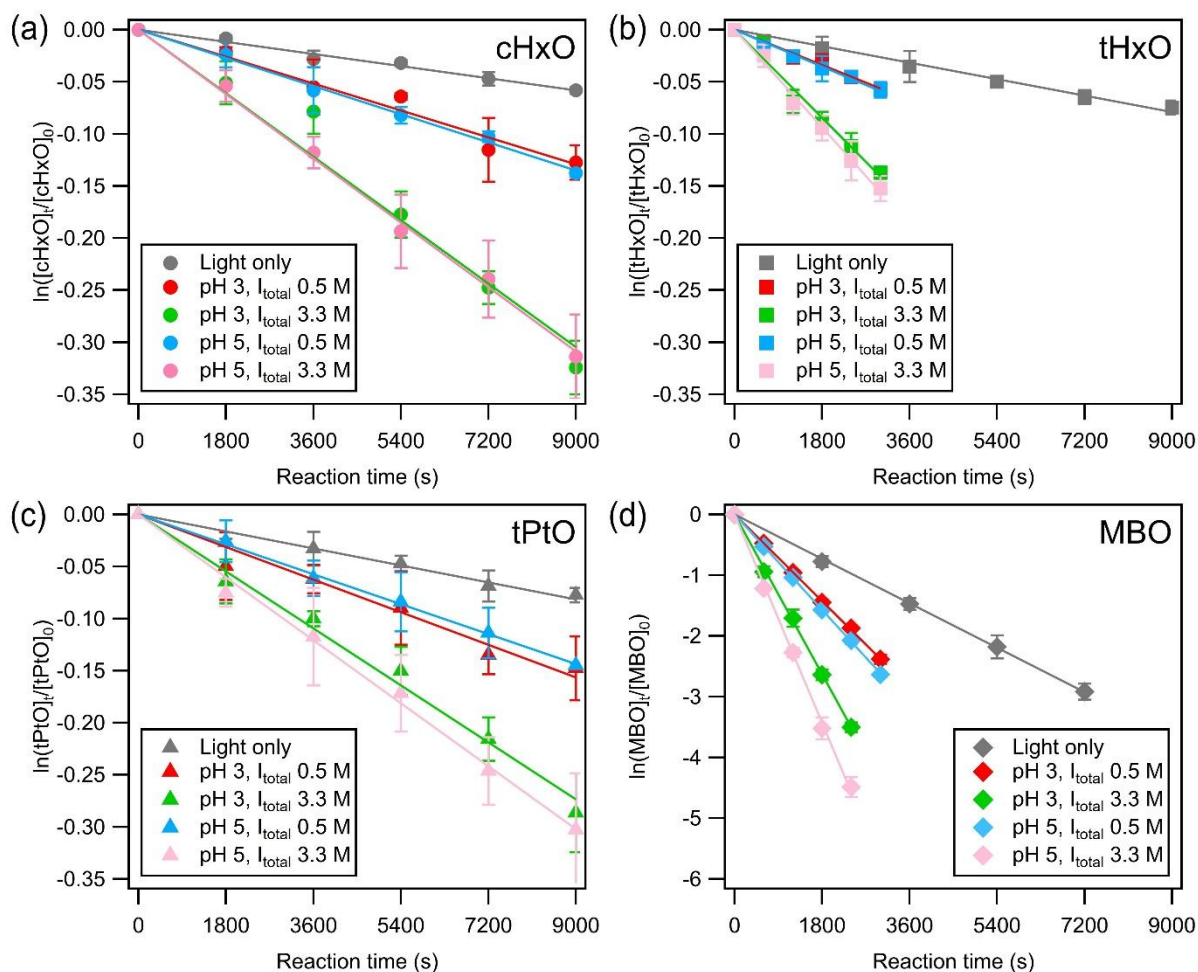 (a)
cHxO
ln([cHxO]t/[cHxO]0)
0.00
-0.05
-0.10
-0.15
-0.20
-0.25
-0.30
-0.35
Light only
pH 3, Itotal 0.5 M
pH 3, Itotal 3.3 M
pH 5, Itotal 0.5 M
pH 5, Itotal 3.3 M
0 1800 3600 5400 7200 9000
Reaction time (s)
(b)
tHxO
ln([tHxO]t/[tHxO]0)
0.00
-0.05
-0.10
-0.15
-0.20
-0.25
-0.30
-0.35
Light only
pH 3, Itotal 0.5 M
pH 3, Itotal 3.3 M
pH 5, Itotal 0.5 M
pH 5, Itotal 3.3 M
0 1800 3600 5400 7200 9000
Reaction time (s)
(c)
tPtO
ln(tPtO]t/[tPtO]0)
0.00
-0.05
-0.10
-0.15
-0.20
-0.25
-0.30
-0.35
Light only
pH 3, Itotal 0.5 M
pH 3, Itotal 3.3 M
pH 5, Itotal 0.5 M
pH 5, Itotal 3.3 M
0 1800 3600 5400 7200 9000
Reaction time (s)
(d)
MBO
ln(MBO]t/[MBO]0)
0
-1
-2
-3
-4
-5
-6
Light only
pH 3, Itotal 0.5 M
pH 3, Itotal 3.3 M
pH 5, Itotal 0.5 M
pH 5, Itotal 3.3 M
0 1800 3600 5400 7200 9000
Reaction time (s)